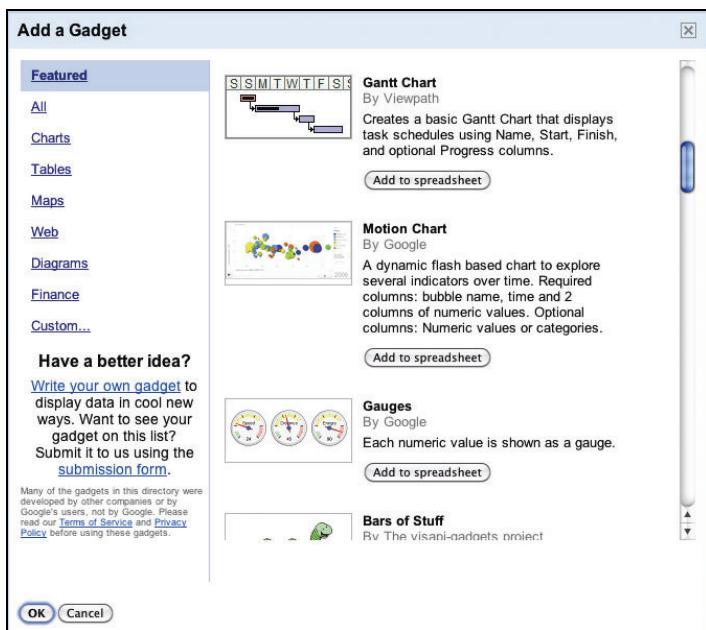 Add a Gadget
Featured
All
Charts
Tables
Maps
Web
Diagrams
Finance
Custom...
Have a better idea?
Write your own gadget to
display data in cool new
ways. Want to see your
gadget on this list?
Submit it to us using the
submission form.
Many of the gadgets in this directory were
developed by other companies or by
Google's users, not by Google. Please
read our Terms of Service and Privacy
Policy before using these gadgets.
S S M T W T F S S
Gantt Chart
By Viewpath
Creates a basic Gantt Chart that displays
task schedules using Name, Start, Finish,
and optional Progress columns.
Add to spreadsheet
Motion Chart
By Google
A dynamic flash based chart to explore
several indicators over time. Required
columns: bubble name, time and 2
columns of numeric values. Optional
columns: Numeric values or categories.
Add to spreadsheet
Gauges
By Google
Each numeric value is shown as a gauge.
Add to spreadsheet
Bars of Stuff
By The visapi-gadgets project
OK
Cancel